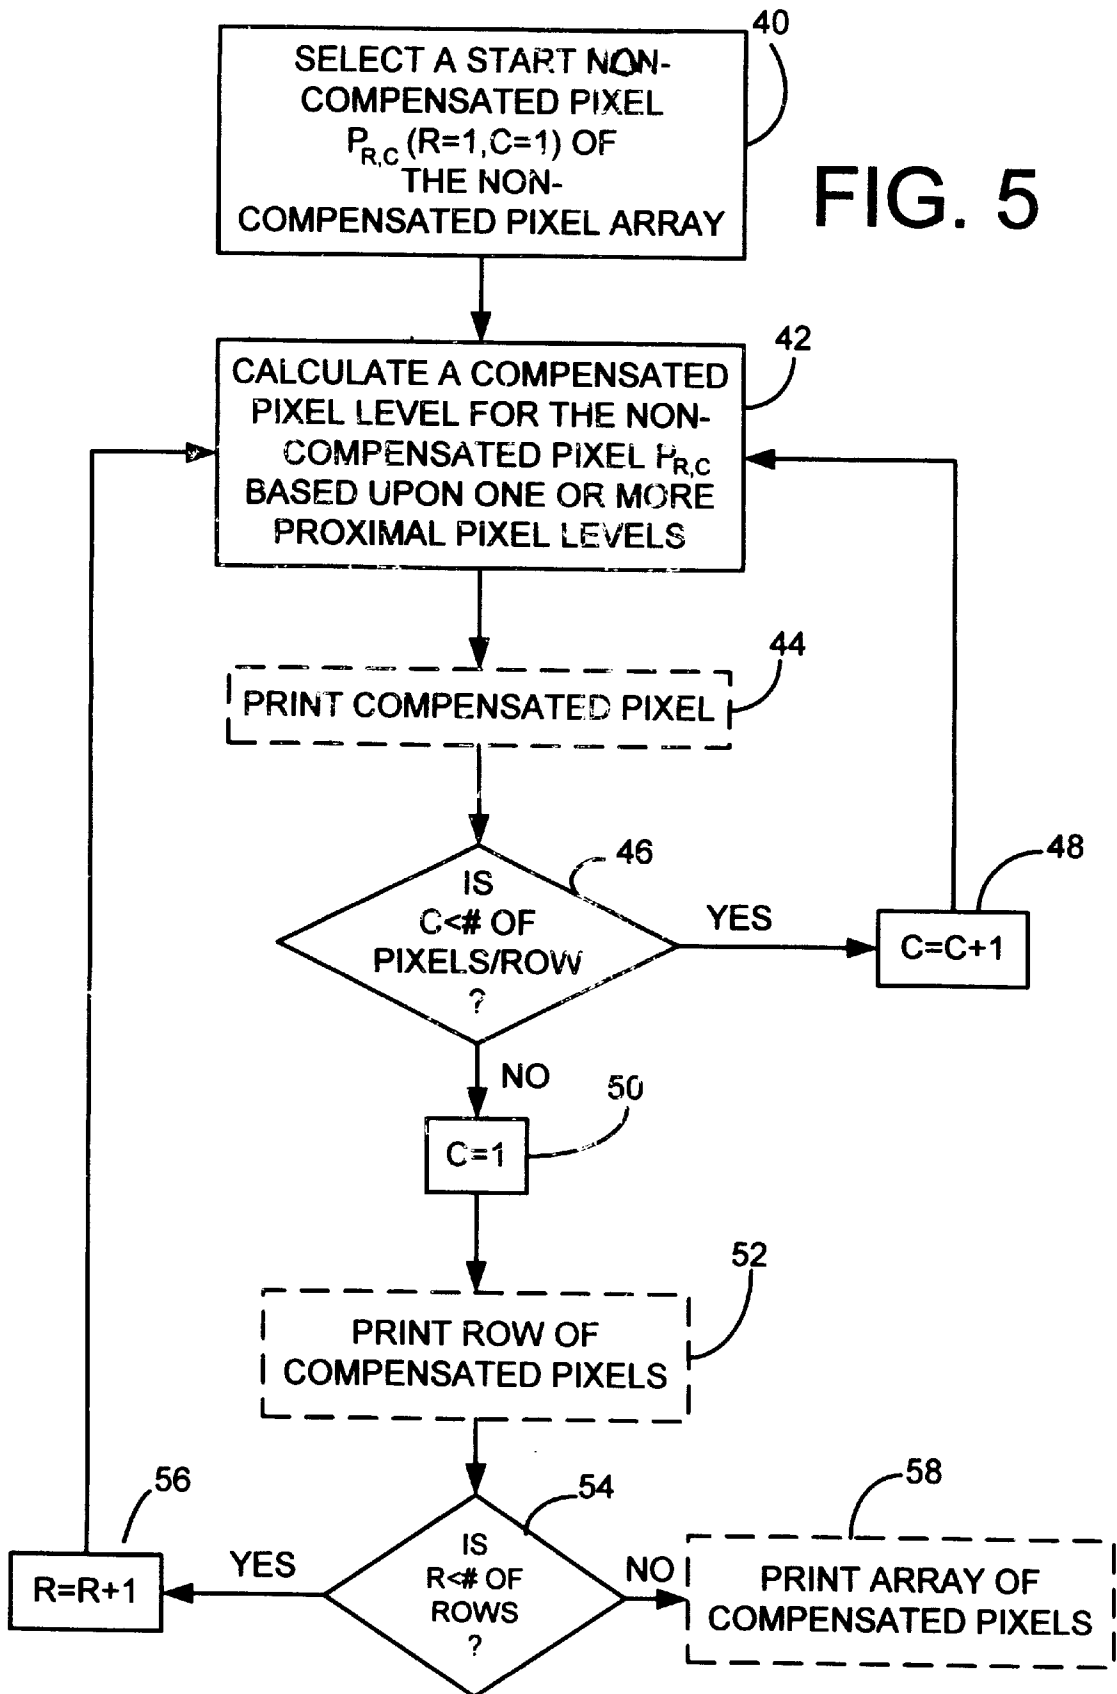 40
SELECT A START NON-
COMPENSATED PIXEL
P_R,C (R=1,C=1) OF
THE NON-
COMPENSATED PIXEL ARRAY
FIG. 5
42
CALCULATE A COMPENSATED
PIXEL LEVEL FOR THE NON-
COMPENSATED PIXEL P_R,C
BASED UPON ONE OR MORE
PROXIMAL PIXEL LEVELS
44
PRINT COMPENSATED PIXEL
46
IS
C<# OF
PIXELS/ROW
?
YES
48
C=C+1
NO
50
C=1
52
PRINT ROW OF
COMPENSATED PIXELS
54
IS
R<# OF
ROWS
?
YES
56
R=R+1
NO
58
PRINT ARRAY OF
COMPENSATED PIXELS